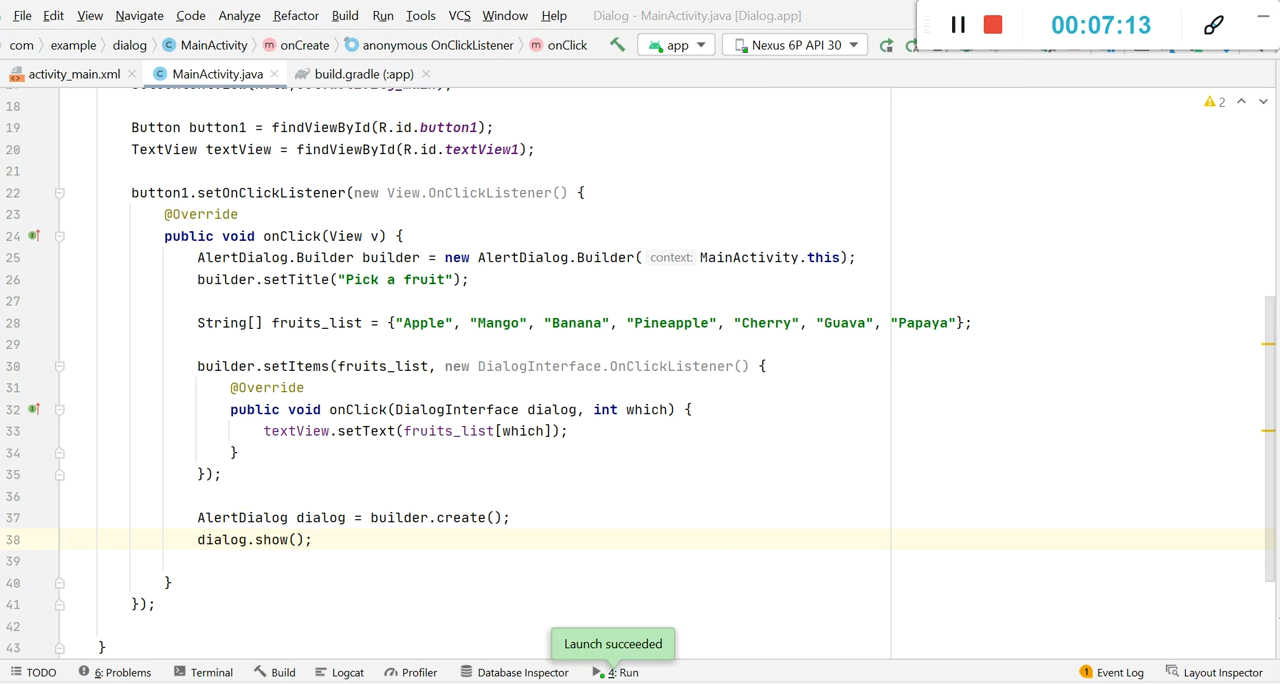 File Edit View Navigate Code Analyze Refactor Build Run Tools VCS Window Help Dialog - MainActivity.java [Dialog.app]
00:07:13
com example dialog MainActivity onCreate anonymous OnClickListener onClick app Nexus 6P API 30
activity_main.xml MainActivity.java build.gradle (:app)
2
18
19 Button button1 = findViewById(R.id.button1);
20 TextView textView = findViewById(R.id.textView1);
21
22 button1.setOnClickListener(new View.OnClickListener() {
23 @Override
24 public void onClick(View v) {
25 AlertDialog.Builder builder = new AlertDialog.Builder( context: MainActivity.this);
26 builder.setTitle("Pick a fruit");
27
28 String[] fruits_list = {"Apple", "Mango", "Banana", "Pineapple", "Cherry", "Guava", "Papaya"};
29
30 builder.setItems(fruits_list, new DialogInterface.OnClickListener() {
31 @Override
32 public void onClick(DialogInterface dialog, int which) {
33 textView.setText(fruits_list[which]);
34 }
35 });
36
37 AlertDialog dialog = builder.create();
38 dialog.show();
39
40 }
41 });
42
43 }
Launch succeeded
TODO 6: Problems Terminal Build Logcat Profiler Database Inspector 4: Run 1 Event Log Layout Inspector